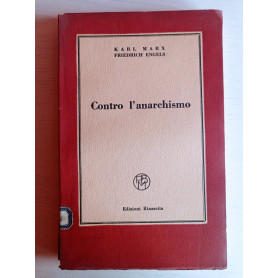 KARL MARX
FRIEDRICH ENGELS
Contro l'anarchismo
Edizioni Rinascita